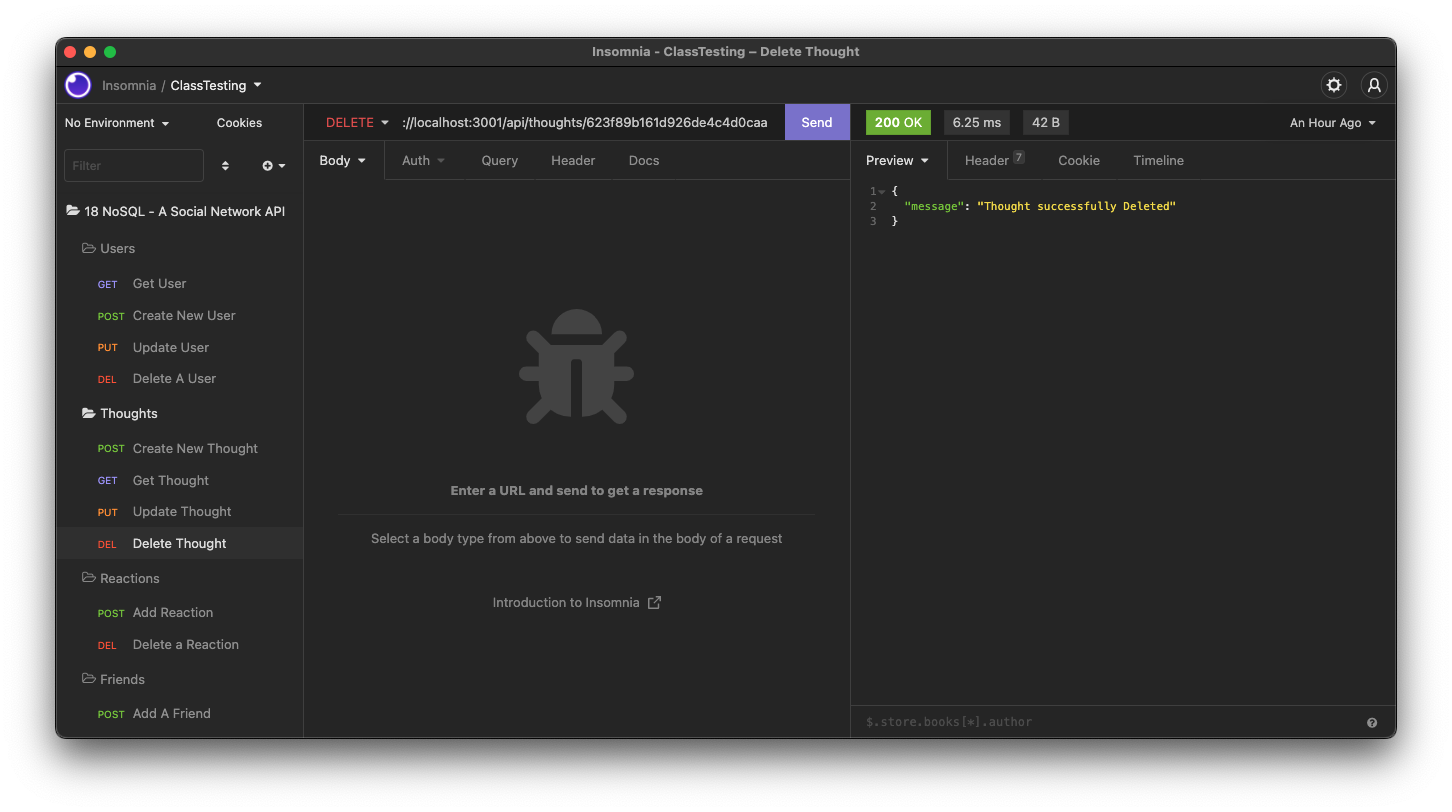 Insomnia - ClassTesting – Delete Thought
Insomnia / ClassTesting
No Environment
Cookies
Filter
18 NoSQL - A Social Network API
Users
GET Get User
POST Create New User
PUT Update User
DEL Delete A User
Thoughts
POST Create New Thought
GET Get Thought
PUT Update Thought
DEL Delete Thought
Reactions
POST Add Reaction
DEL Delete a Reaction
Friends
POST Add A Friend
DELETE ://localhost:3001/api/thoughts/623f89b161d926de4c4d0caa Send
Body Auth Query Header Docs
Enter a URL and send to get a response
Select a body type from above to send data in the body of a request
Introduction to Insomnia
200 OK 6.25 ms 42 B An Hour Ago
Preview Header 7 Cookie Timeline
1 {
2 "message": "Thought successfully Deleted"
3 }
$.store.books[*].author